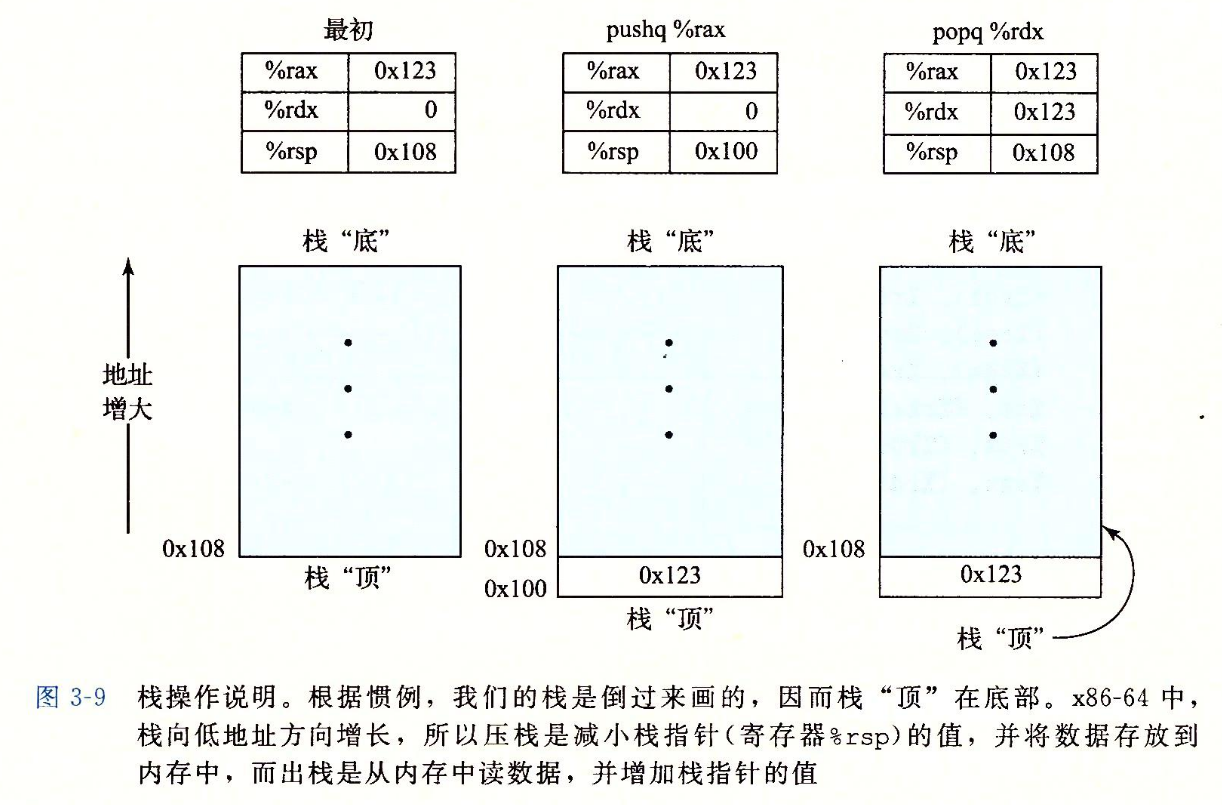 最初
%rax 0x123
%rdx 0
%rsp 0x108
pushq %rax
%rax 0x123
%rdx 0
%rsp 0x100
popq %rdx
%rax 0x123
%rdx 0x123
%rsp 0x108
地址
增大
栈“底”
0x108
栈“顶”
栈“底”
0x108
0x100
0x123
栈“顶”
栈“底”
0x108
0x123
栈“顶”
图 3-9 栈操作说明。根据惯例，我们的栈是倒过来画的，因而栈“顶”在底部。x86-64 中，
栈向低地址方向增长，所以压栈是减小栈指针(寄存器%rsp)的值，并将数据存放到
内存中，而出栈是从内存中读数据，并增加栈指针的值